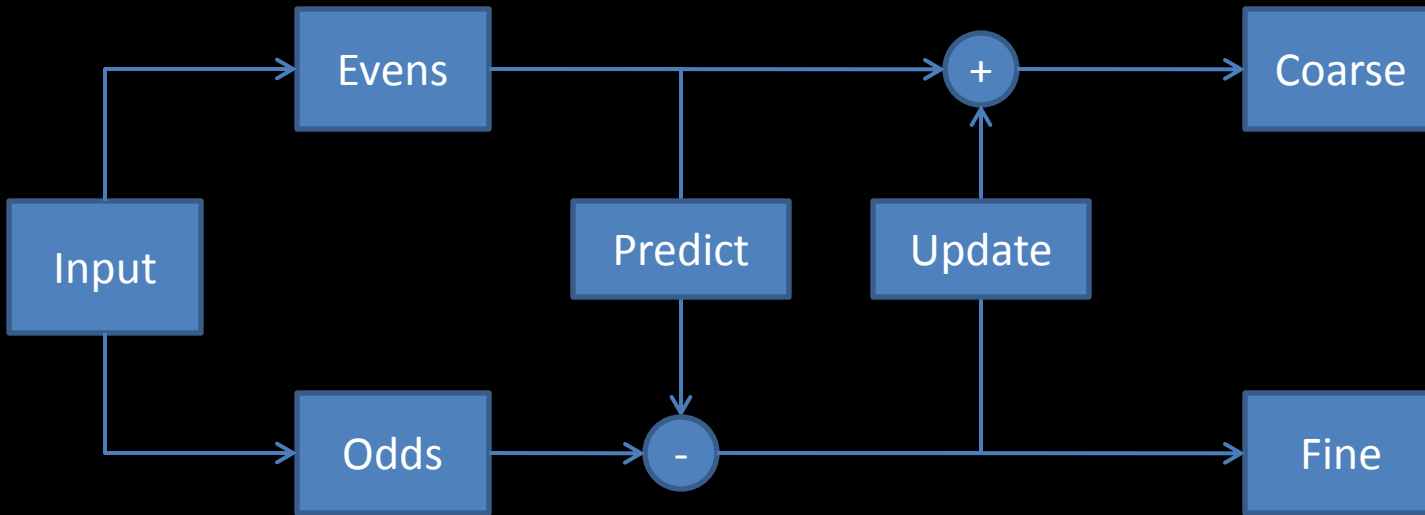 Evens
+
Coarse
Input
Predict
Update
Odds
-
Fine